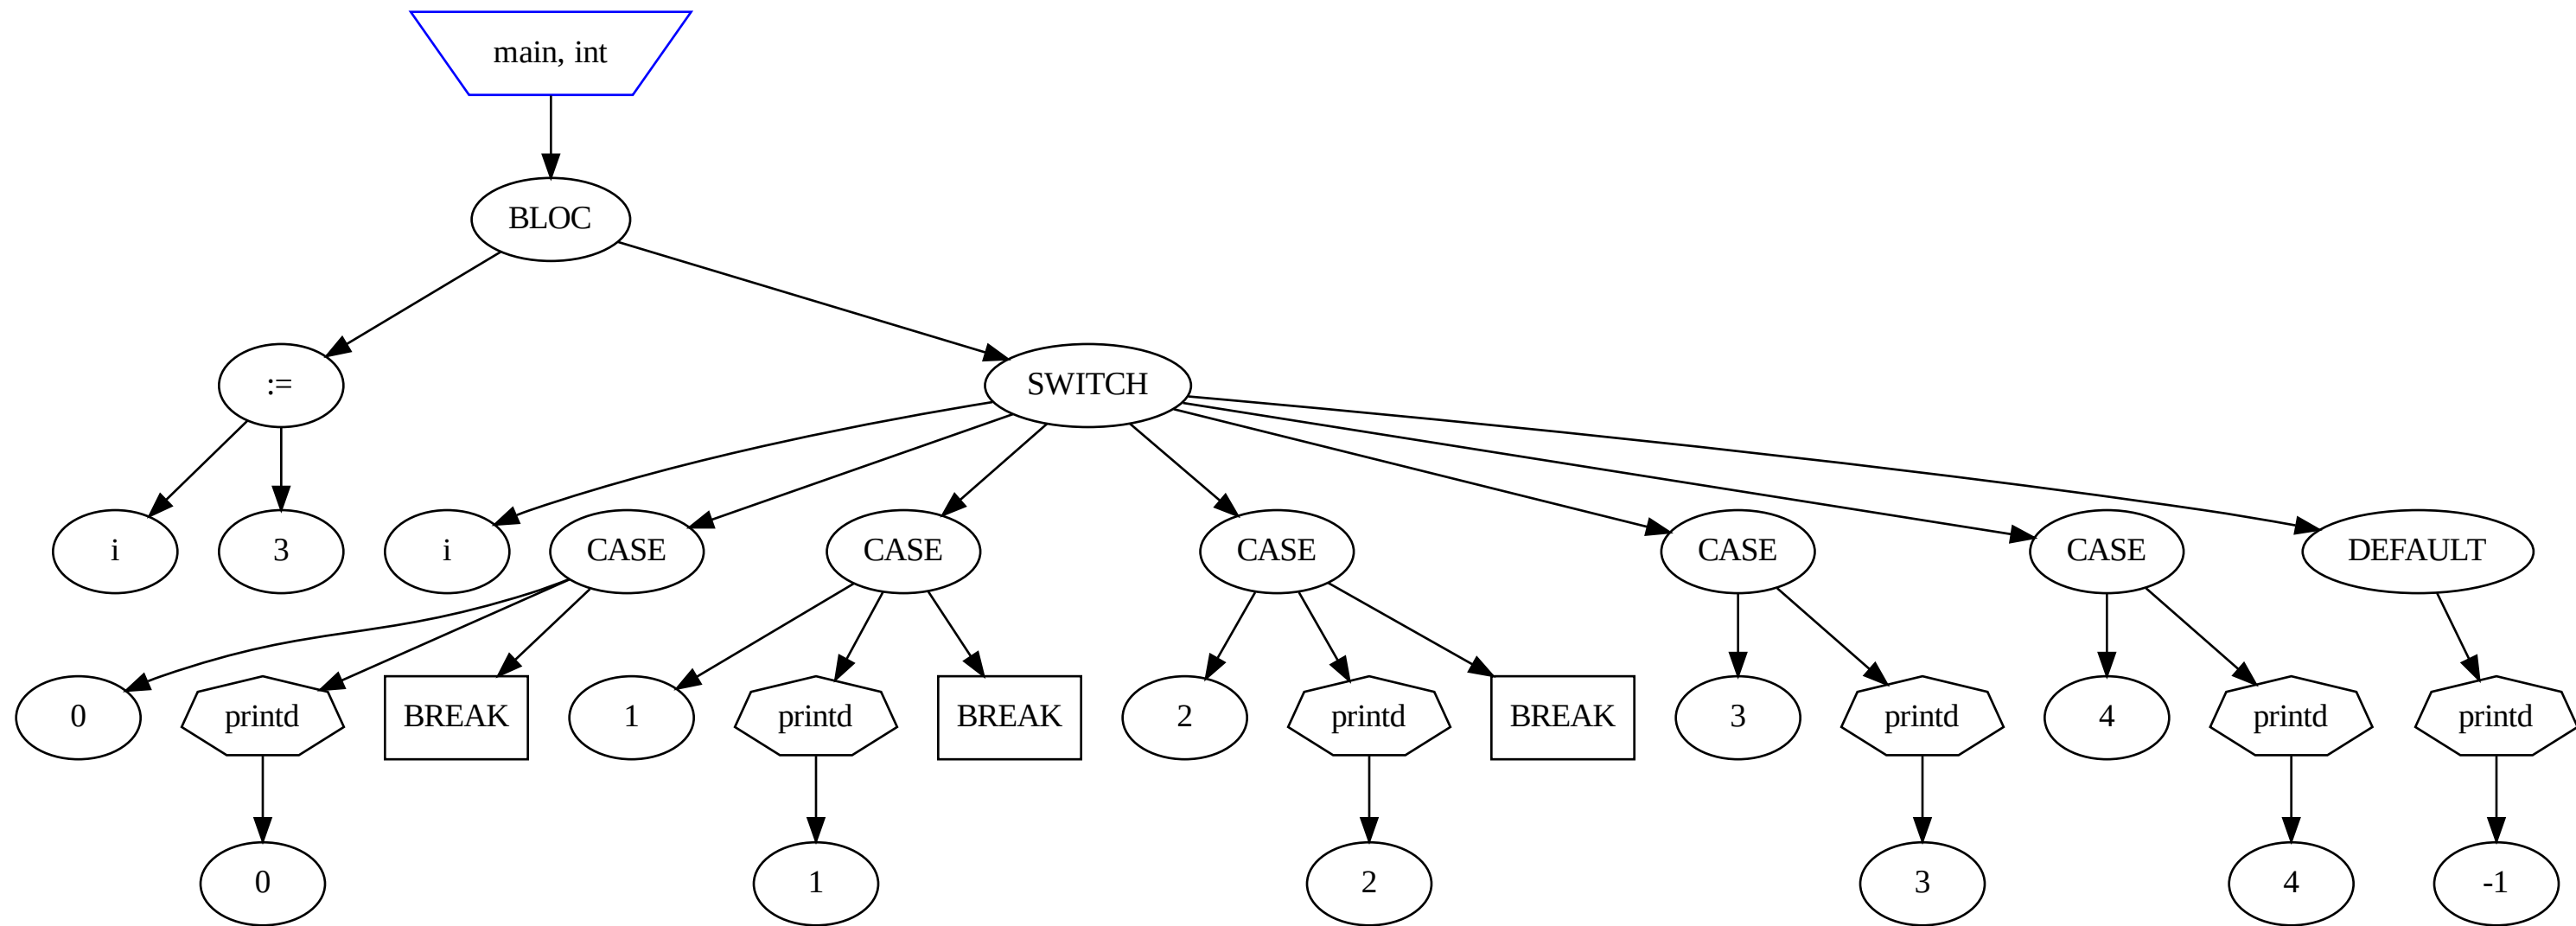 main, int
BLOC
:=
SWITCH
i
3
i
CASE
CASE
CASE
CASE
CASE
DEFAULT
0
printd
BREAK
1
printd
BREAK
2
printd
BREAK
3
printd
4
printd
printd
0
1
2
3
4
-1